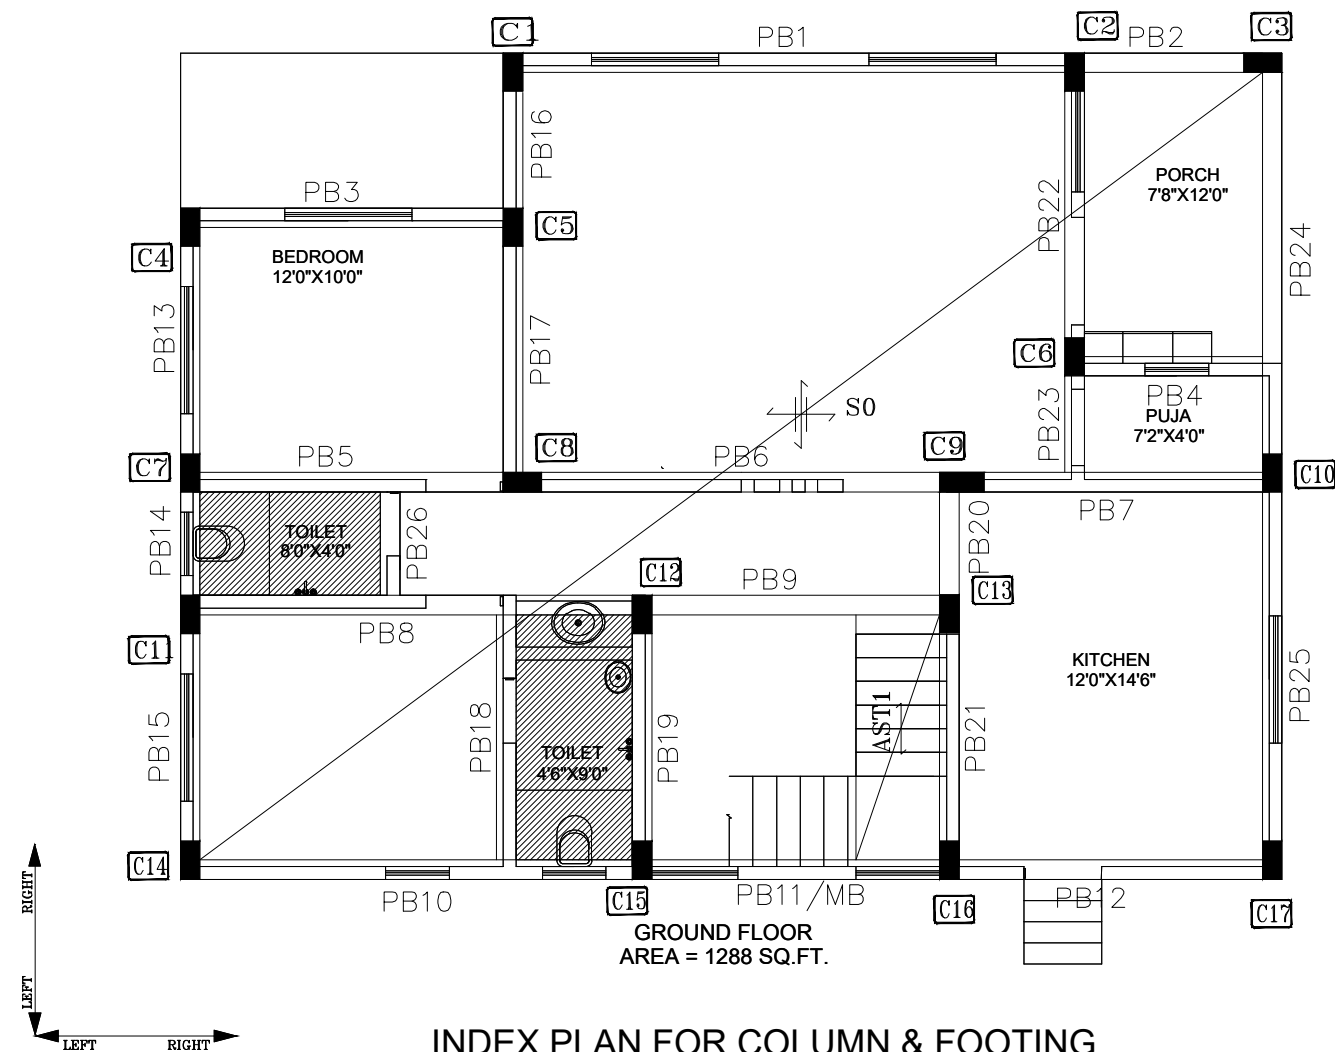 C1
PB1
C2
PB2
C3
PB16
PORCH
7'8"X12'0"
PB3
PB22
C5
PB24
C4
BEDROOM
12'0"X10'0"
PB13
PB17
C6
PB4
PUJA
7'2"X4'0"
S0
PB23
C7
PB5
C8
PB6
C9
C10
PB7
PB14
TOILET
8'0"X4'0"
PB26
PB20
C12
PB9
C13
PB8
C11
KITCHEN
12'0"X14'6"
PB25
PB15
PB18
TOILET
4'6"X9'0"
PB19
AST1
PB21
C14
PB10
C15
PB11/MB
C16
PB12
C17
GROUND FLOOR
AREA = 1288 SQ.FT.
RIGHT
LEFT
LEFT RIGHT
INDEX PLAN FOR COLUMN & FOOTING